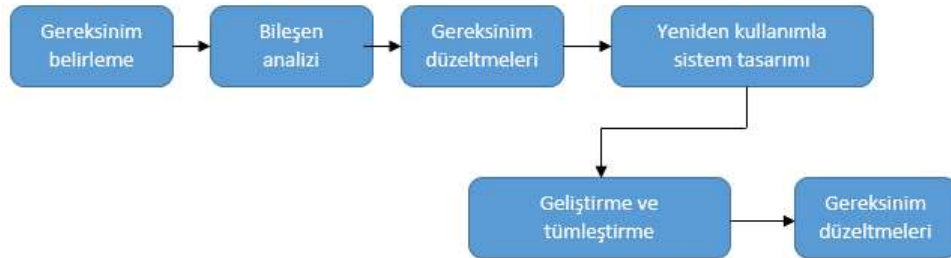 Gereksinim
belirleme
Bileşen
analizi
Gereksinim
düzeltmeleri
Yeniden kullanımla
sistem tasarımı
Geliştirme ve
tümleştirme
Gereksinim
düzeltmeleri